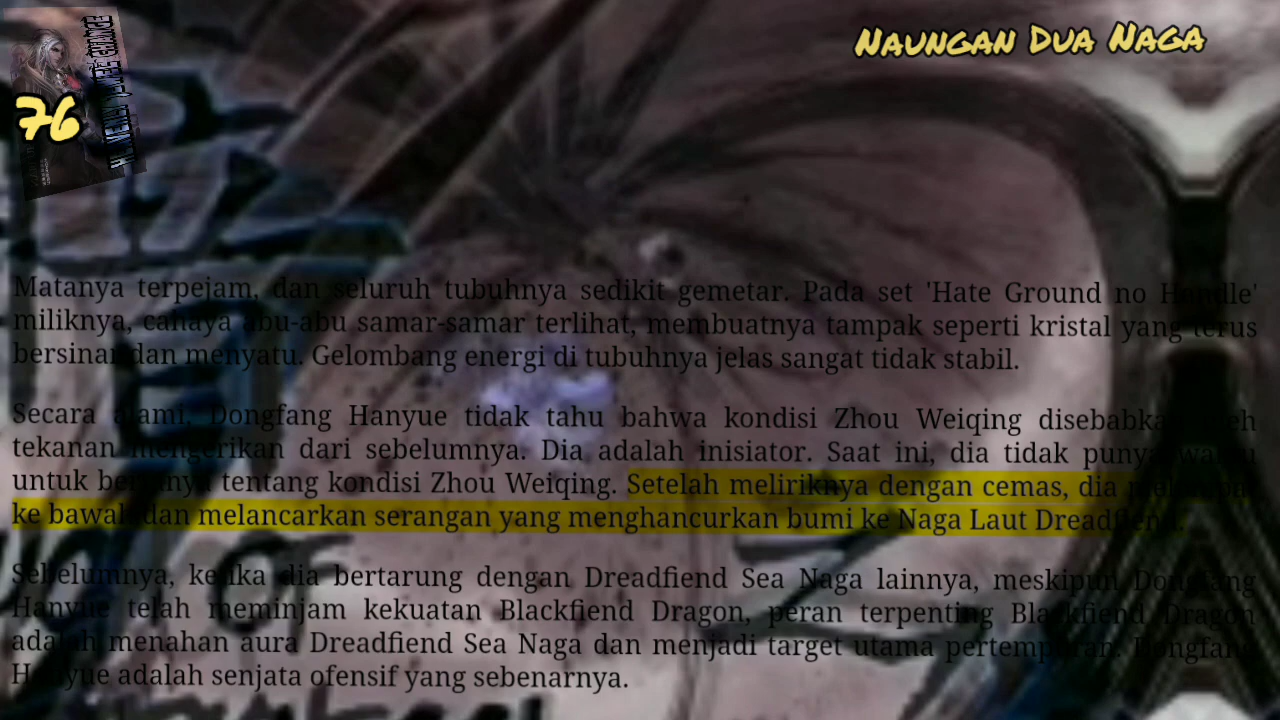 Naungan Dua Naga
76
HEAVENLY JEWEL CHANGE
Matanya terpejam, dan seluruh tubuhnya sedikit gemetar. Pada set 'Hate Ground no Hendle'
miliknya, cahaya abu-abu samar-samar terlihat, membuatnya tampak seperti kristal yang terus
bersinar dan menyatu. Gelombang energi di tubuhnya jelas sangat tidak stabil.
Secara alami, Dongfang Hanyue tidak tahu bahwa kondisi Zhou Weiqing disebabkan oleh
tekanan mengerikan dari sebelumnya. Dia adalah inisiator. Saat ini, dia tidak punya waktu
untuk bertanya tentang kondisi Zhou Weiqing. Setelah meliriknya dengan cemas, dia
ke bawah dan melancarkan serangan yang menghancurkan bumi ke Naga Laut Dreadfiend.
Sebelumnya, ketika dia bertarung dengan Dreadfiend Sea Naga lainnya, meskipun Dongfang
Hanyue telah meminjam kekuatan Blackfiend Dragon, peran terpenting Blackfiend Dragon
adalah menahan aura Dreadfiend Sea Naga dan menjadi target utama pertempuran. Dongfang
Hanyue adalah senjata ofensif yang sebenarnya.